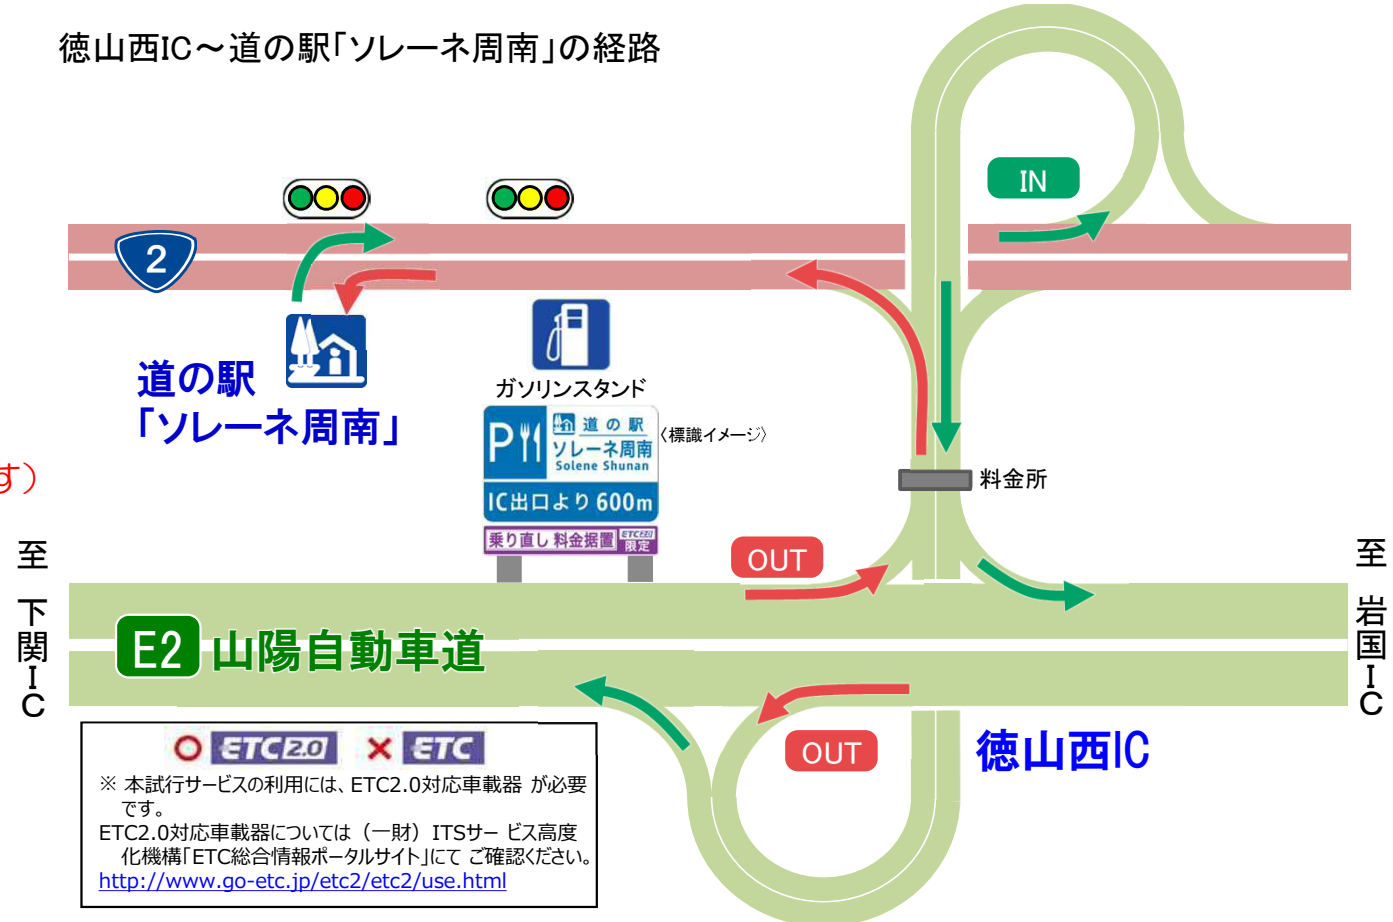 徳山西IC～道の駅「ソレーネ周南」の経路
IN
2
道の駅
「ソレーネ周南」
ガソリンスタンド
P
道の駅
ソレーネ周南
Solene Shunan
〈標識イメージ〉
IC出口より 600m
乗り直し 料金据置 ETC2.0限定
す）
料金所
OUT
至 下関IC
至 岩国IC
E2 山陽自動車道
OUT
徳山西IC
ETC2.0 ETC
※ 本試行サービスの利用には、ETC2.0対応車載器 が必要
です。
ETC2.0対応車載器については（一財）ITSサー ビス高度
化機構「ETC総合情報ポータルサイト」にて ご確認ください。
http://www.go-etc.jp/etc2/etc2/use.html